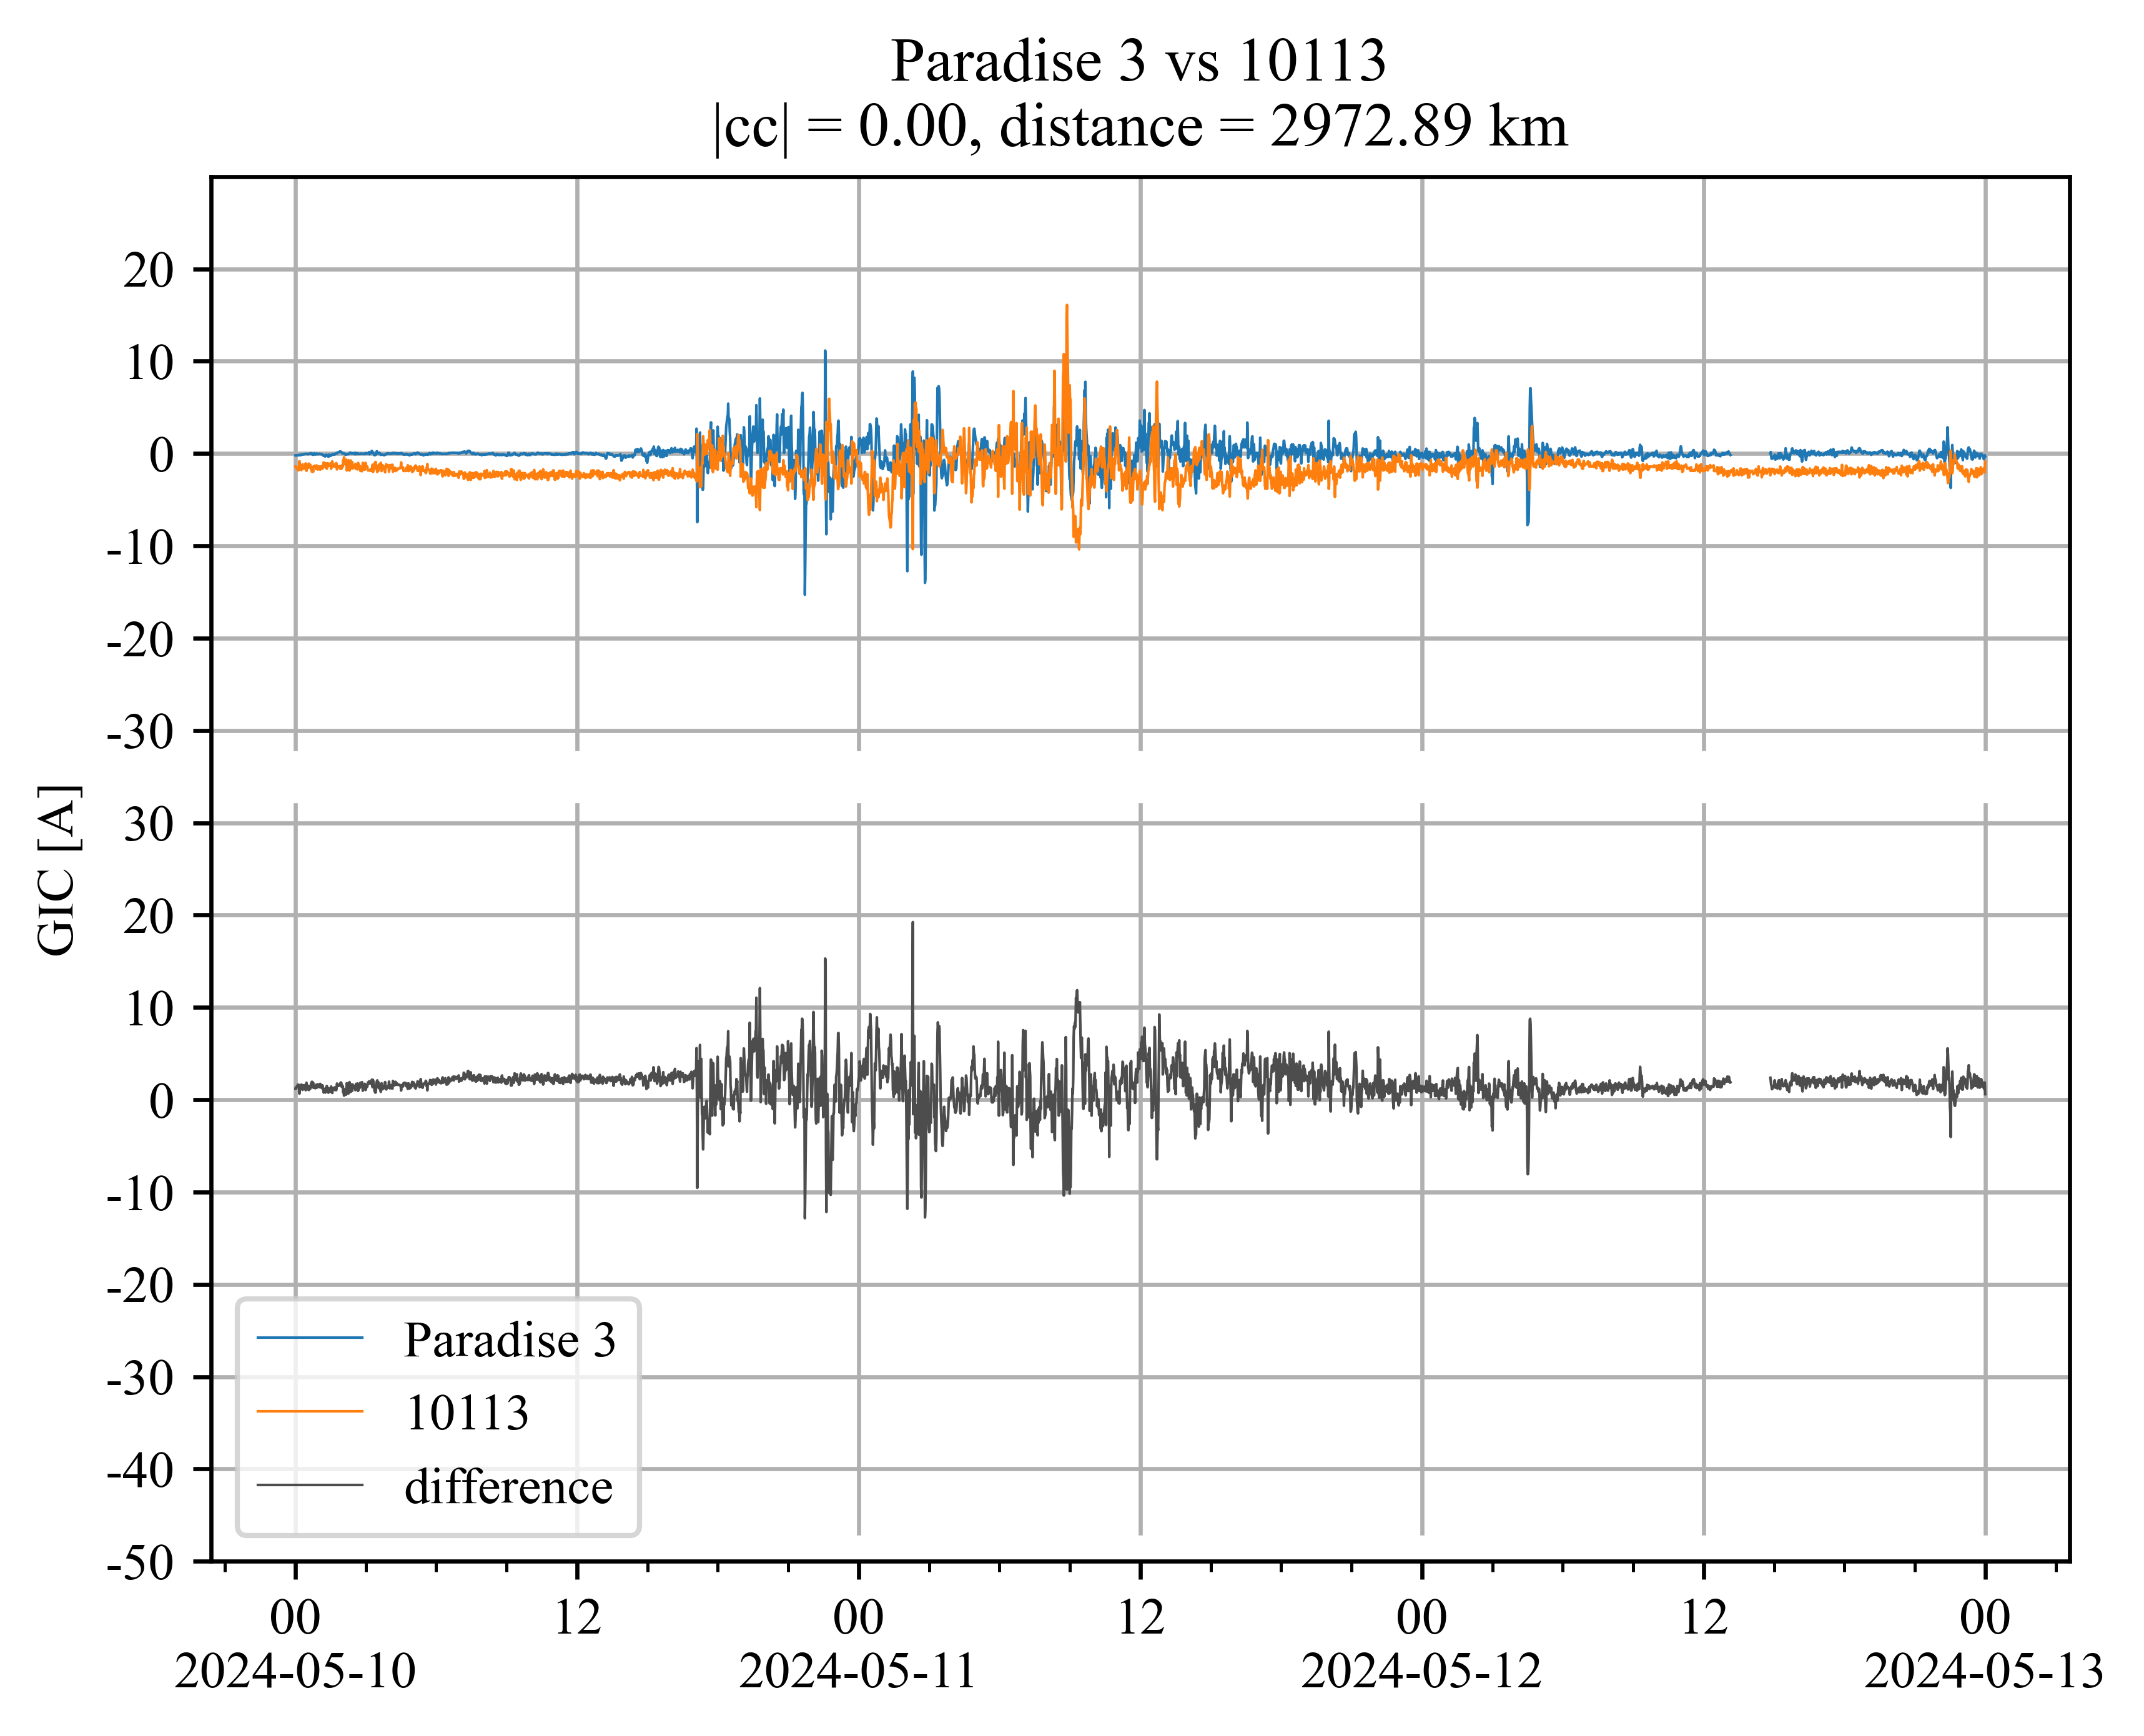 Paradise 3 vs 10113
|cc| = 0.00, distance = 2972.89 km
20
10
0
-10
-20
-30
30
20
10
0
-10
-20
-30
-40
-50
GIC [A]
Paradise 3
10113
difference
00 12 00 12 00 12 00
2024-05-10 2024-05-11 2024-05-12 2024-05-13